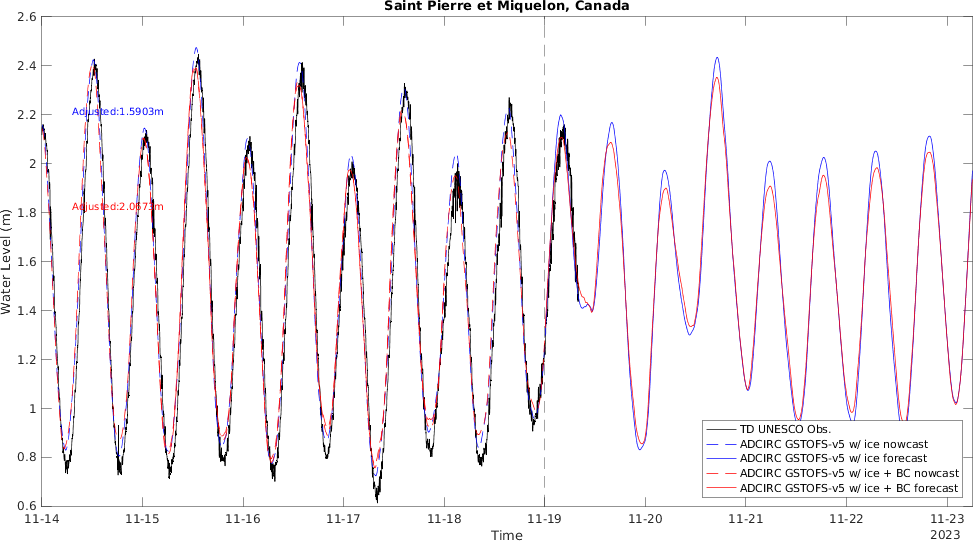 Saint Pierre et Miquelon, Canada
2.6
2.4
2.2
2
1.8
1.6
1.4
1.2
1
0.8
0.6
Water Level (m)
Adjusted:1.5903m
Adjusted:2.0673m
TD UNESCO Obs.
ADCIRC GSTOFS-v5 w/ ice nowcast
ADCIRC GSTOFS-v5 w/ ice forecast
ADCIRC GSTOFS-v5 w/ ice + BC nowcast
ADCIRC GSTOFS-v5 w/ ice + BC forecast
11-14 11-15 11-16 11-17 11-18 11-19 11-20 11-21 11-22 11-23
2023
Time